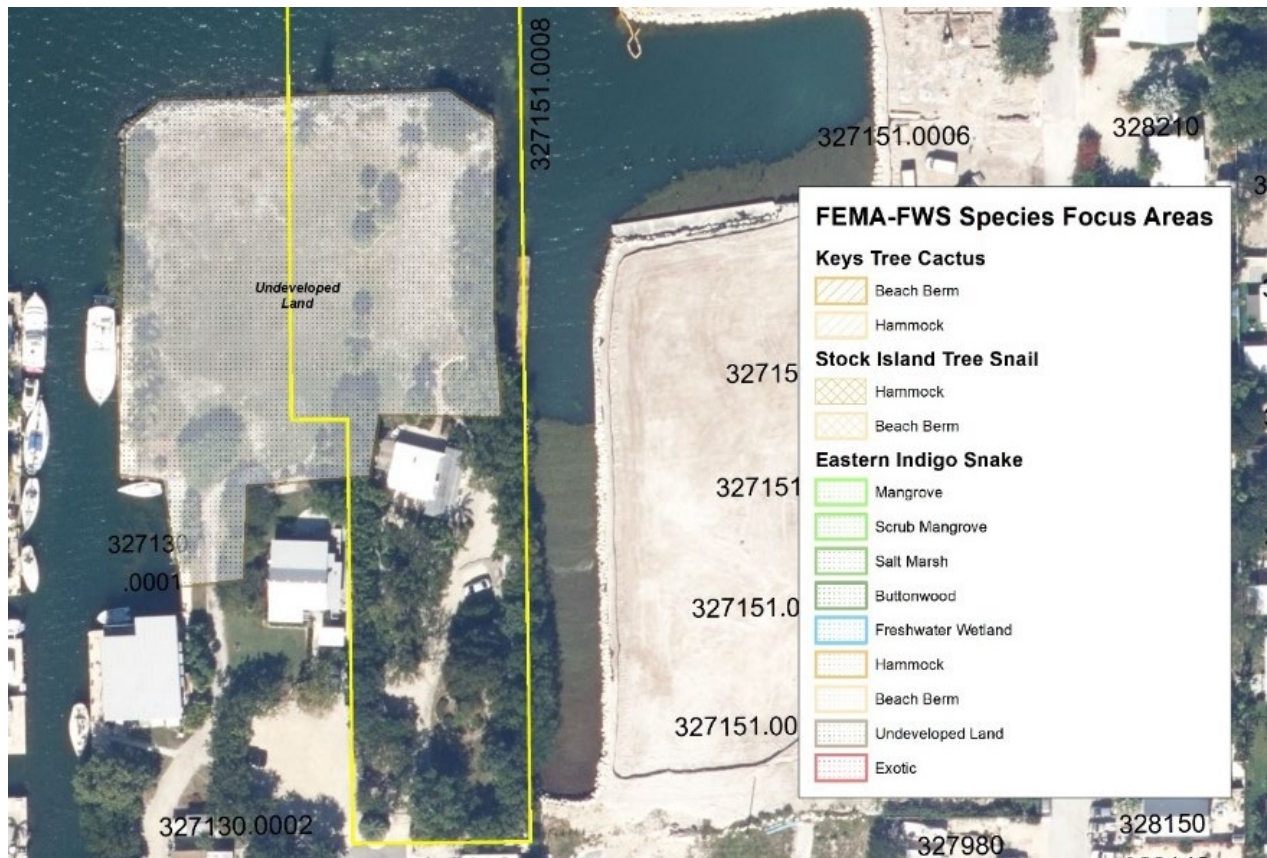 327151.0008
327151.0006
328210
Undeveloped
Land
FEMA-FWS Species Focus Areas
Keys Tree Cactus
Beach Berm
Hammock
Stock Island Tree Snail
Hammock
Beach Berm
Eastern Indigo Snake
Mangrove
Scrub Mangrove
Salt Marsh
Buttonwood
Freshwater Wetland
Hammock
Beach Berm
Undeveloped Land
Exotic
32715
327151
327130
.0001
327151.0
327151.00
327130.0002
327980
328150